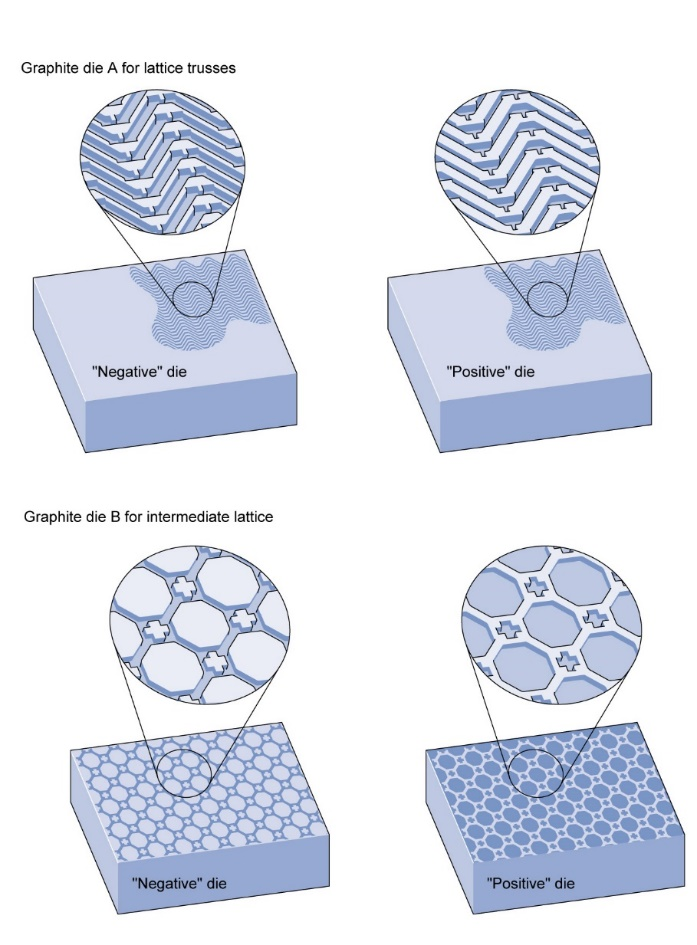 Graphite die A for lattice trusses
"Negative" die
"Positive" die
Graphite die B for intermediate lattice
"Negative" die
"Positive" die